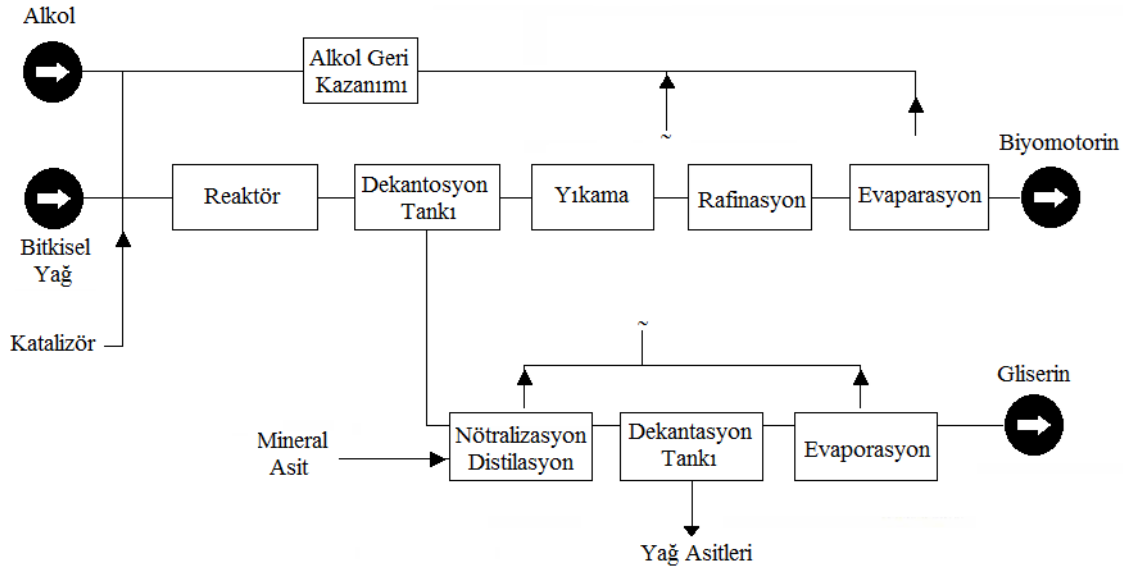 Alkol
Alkol Geri
Kazanımı
~
Biyomotorin
Reaktör
Dekantosyon
Tankı
Yıkama
Rafinasyon
Evaparasyon
Bitkisel
Yağ
Katalizör
~
Gliserin
Mineral
Asit
Nötralizasyon
Distilasyon
Dekantasyon
Tankı
Evaporasyon
Yağ Asitleri